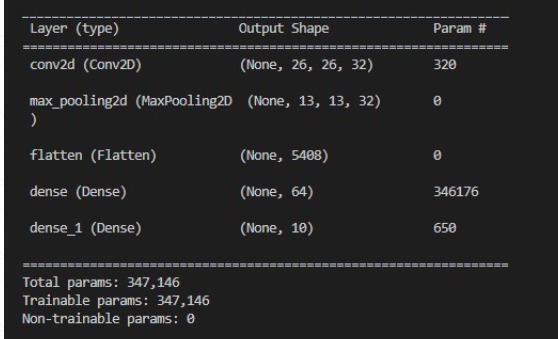 _________________________________________________________________
Layer (type) Output Shape Param #
=================================================================
conv2d (Conv2D) (None, 26, 26, 32) 320
max_pooling2d (MaxPooling2D (None, 13, 13, 32) 0
)
flatten (Flatten) (None, 5408) 0
dense (Dense) (None, 64) 346176
dense_1 (Dense) (None, 10) 650
=================================================================
Total params: 347,146
Trainable params: 347,146
Non-trainable params: 0